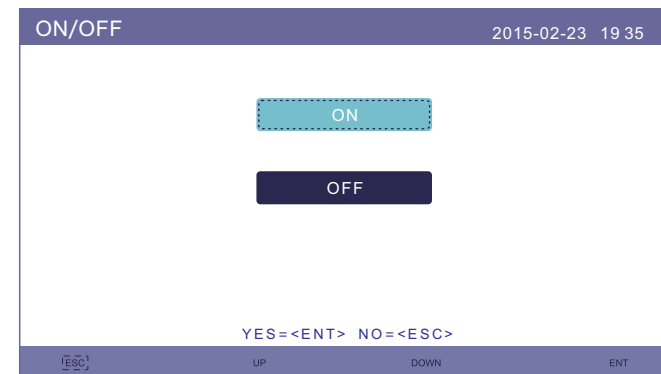 ON/OFF 2015-02-23 19 35
ON
OFF
YES=<ENT> NO=<ESC>
ESC UP DOWN ENT